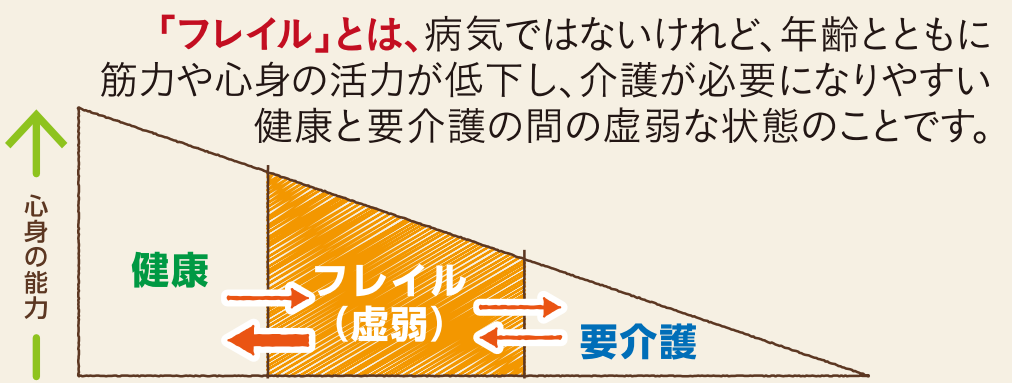 「フレイル」とは、病気ではないけれど、年齢とともに
筋力や心身の活力が低下し、介護が必要になりやすい
健康と要介護の間の虚弱な状態のことです。
心身の能力
健康
フレイル
（虚弱）
要介護